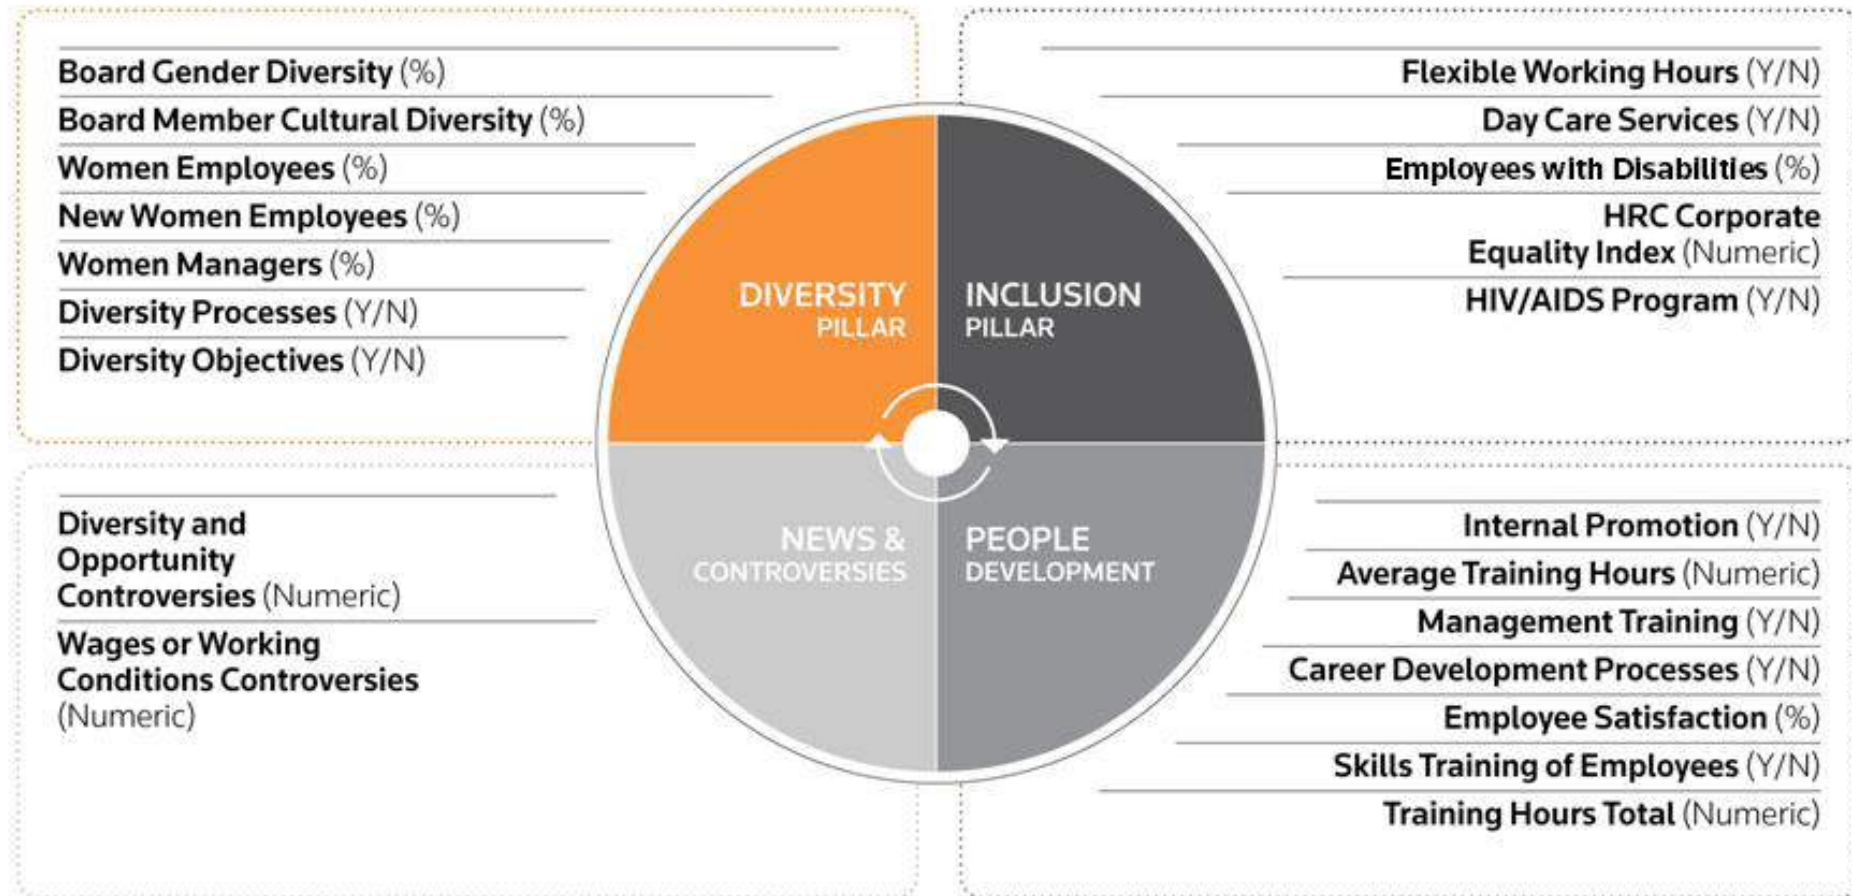 Board Gender Diversity (%)
Board Member Cultural Diversity (%)
Women Employees (%)
New Women Employees (%)
Women Managers (%)
Diversity Processes (Y/N)
Diversity Objectives (Y/N)
Flexible Working Hours (Y/N)
Day Care Services (Y/N)
Employees with Disabilities (%)
HRC Corporate
Equality Index (Numeric)
HIV/AIDS Program (Y/N)
DIVERSITY
PILLAR
INCLUSION
PILLAR
NEWS &
CONTROVERSIES
PEOPLE
DEVELOPMENT
Diversity and
Opportunity
Controversies (Numeric)
Wages or Working
Conditions Controversies
(Numeric)
Internal Promotion (Y/N)
Average Training Hours (Numeric)
Management Training (Y/N)
Career Development Processes (Y/N)
Employee Satisfaction (%)
Skills Training of Employees (Y/N)
Training Hours Total (Numeric)